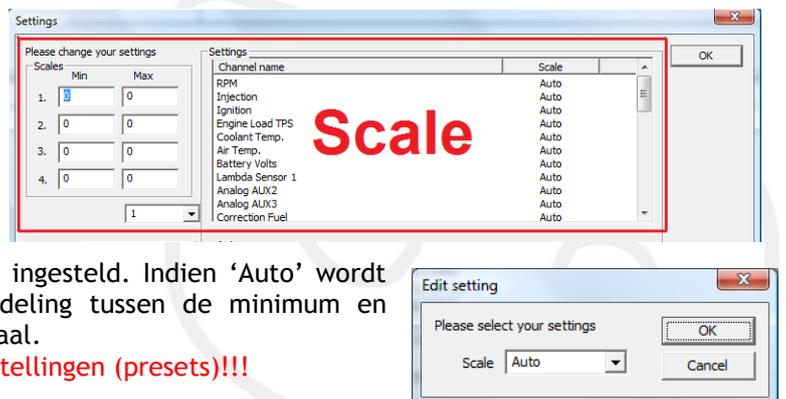 Settings
Please change your settings
Scales
Min Max
1. 0 0
2. 0 0
3. 0 0
4. 0 0
1
Settings
Channel name Scale
RPM Auto
Injection Auto
Ignition Auto
Engine Load TPS Auto
Coolant Temp. Auto
Air Temp. Auto
Battery Volts Auto
Lambda Sensor 1 Auto
Analog AUX2 Auto
Analog AUX3 Auto
Correction Fuel Auto
Scale
OK
ingesteld. Indien ‘Auto’ wordt
deling tussen de minimum en
aal.
tellingen (presets)!!!
Edit setting
Please select your settings
Scale Auto
OK
Cancel